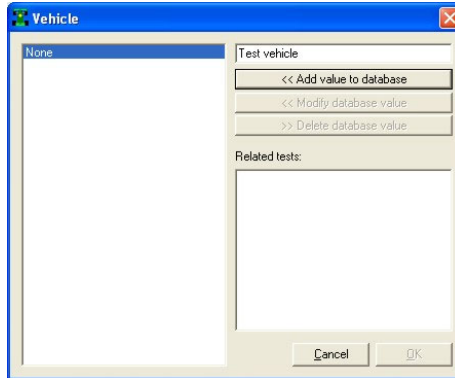 Vehicle
None
Test vehicle
<< Add value to database
<< Modify database value
>> Delete database value
Related tests:
Cancel
OK